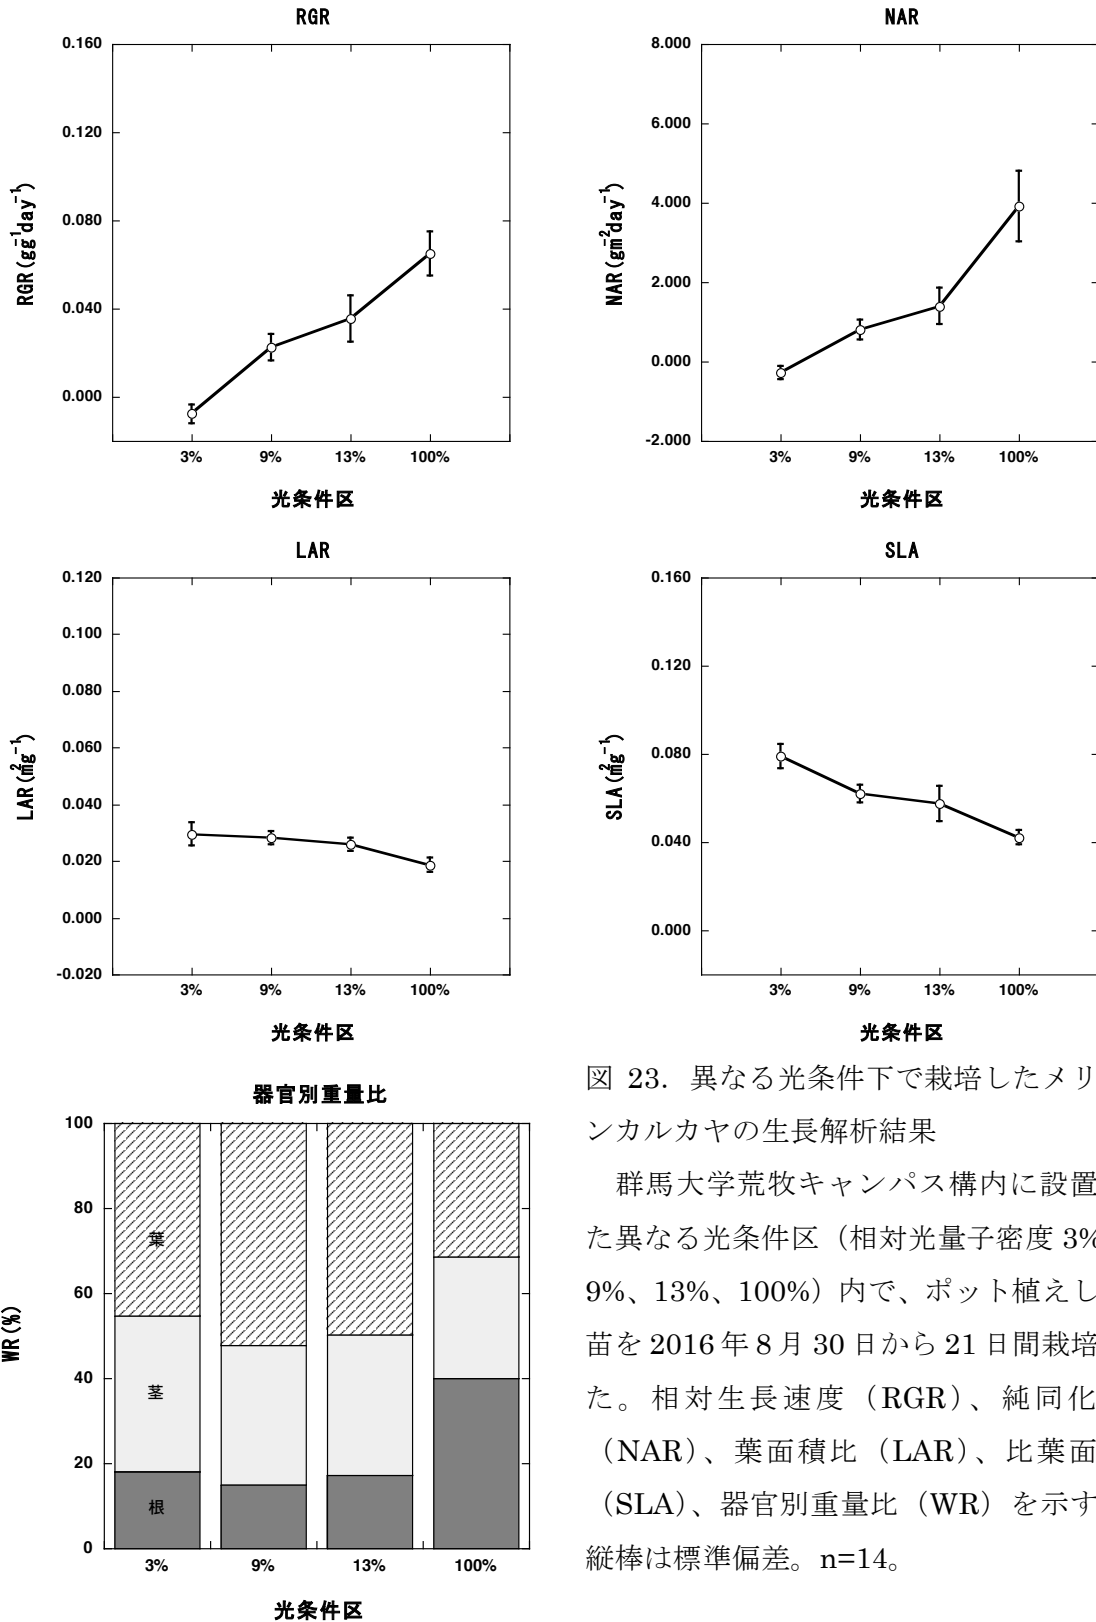 RGR
0.160
0.120
0.080
0.040
0.000
RGR(gg⁻¹day⁻¹)
3% 9% 13% 100%
光条件区
NAR
8.000
6.000
4.000
2.000
0.000
-2.000
NAR(gm⁻²day⁻¹)
3% 9% 13% 100%
光条件区
LAR
0.120
0.100
0.080
0.060
0.040
0.020
0.000
-0.020
LAR(m²g⁻¹)
3% 9% 13% 100%
光条件区
SLA
0.160
0.120
0.080
0.040
0.000
SLA(m²g⁻¹)
3% 9% 13% 100%
光条件区
器官別重量比
100
80
60
40
20
0
WR(%)
葉
茎
根
3% 9% 13% 100%
光条件区
図 23. 異なる光条件下で栽培したメリ
ンカルカヤの生長解析結果
群馬大学荒牧キャンパス構内に設置
た異なる光条件区（相対光量子密度 3%
9%、13%、100%）内で、ポット植えし
苗を 2016 年 8 月 30 日から 21 日間栽培
た。相対生長速度（RGR）、純同化
（NAR）、葉面積比（LAR）、比葉面
（SLA）、器官別重量比（WR）を示す
縦棒は標準偏差。n=14。